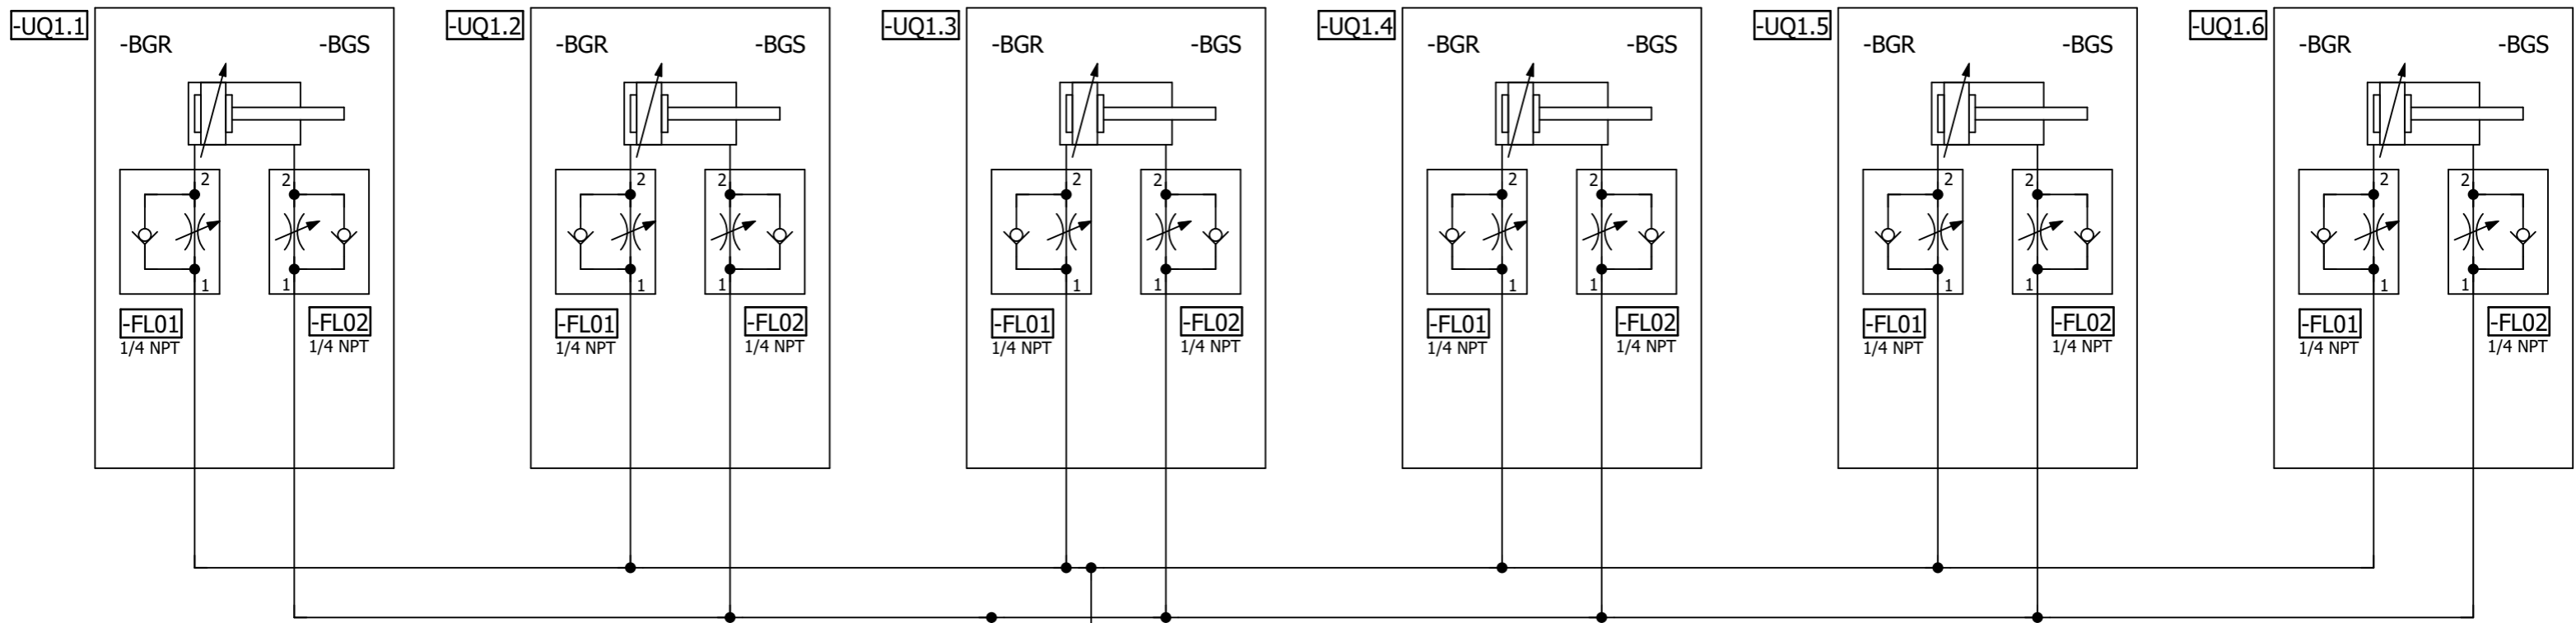 -UQ1.1
-BGR -BGS
2 2
1 1
-FL01 -FL02
1/4 NPT 1/4 NPT
-UQ1.2
-BGR -BGS
2 2
1 1
-FL01 -FL02
1/4 NPT 1/4 NPT
-UQ1.3
-BGR -BGS
2 2
1 1
-FL01 -FL02
1/4 NPT 1/4 NPT
-UQ1.4
-BGR -BGS
2 2
1 1
-FL01 -FL02
1/4 NPT 1/4 NPT
-UQ1.5
-BGR -BGS
2 2
1 1
-FL01 -FL02
1/4 NPT 1/4 NPT
-UQ1.6
-BGR -BGS
2 2
1 1
-FL01 -FL02
1/4 NPT 1/4 NPT